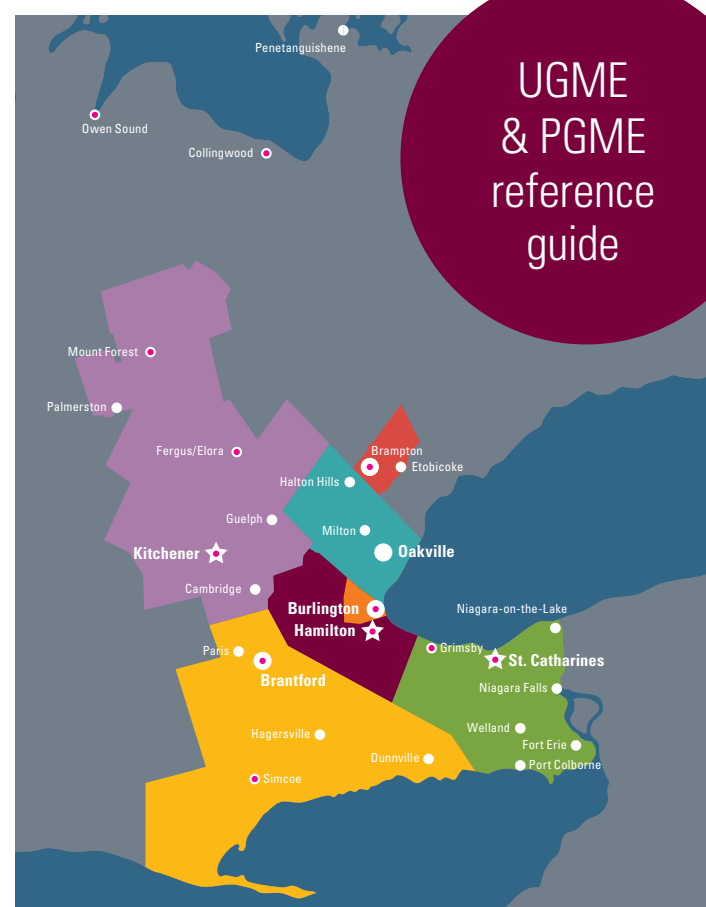 Penetanguishene
UGME
& PGME
reference
guide
Owen Sound
Collingwood
Mount Forest
Palmerston
Fergus/Elora
Brampton
Etobicoke
Halton Hills
Guelph
Milton
Kitchener
Oakville
Cambridge
Burlington
Niagara-on-the-Lake
Hamilton
Paris
Grimsby
St. Catharines
Brantford
Niagara Falls
Hagersville
Welland
Fort Erie
Dunnville
Port Colborne
Simcoe